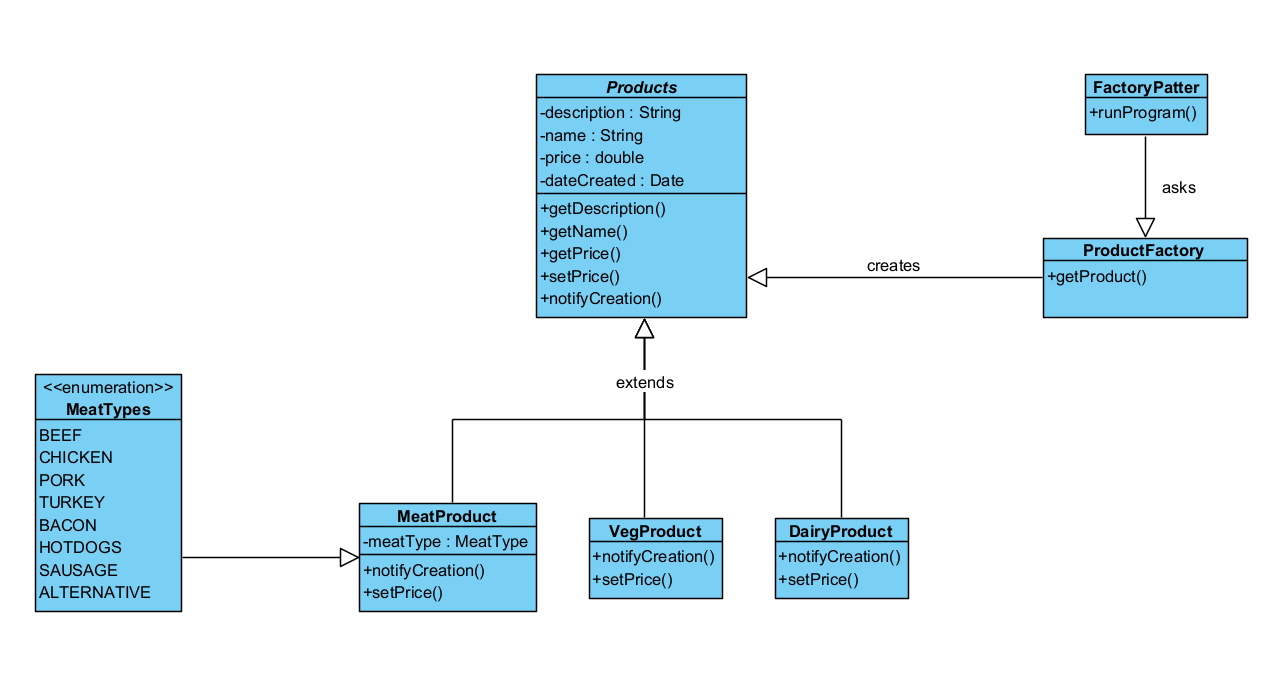 Products
-description : String
-name : String
-price : double
-dateCreated : Date
+getDescription()
+getName()
+getPrice()
+setPrice()
+notifyCreation()
FactoryPatter
+runProgram()
asks
ProductFactory
+getProduct()
creates
extends
<<enumeration>>
MeatTypes
BEEF
CHICKEN
PORK
TURKEY
BACON
HOTDOGS
SAUSAGE
ALTERNATIVE
MeatProduct
-meatType : MeatType
+notifyCreation()
+setPrice()
VegProduct
+notifyCreation()
+setPrice()
DairyProduct
+notifyCreation()
+setPrice()